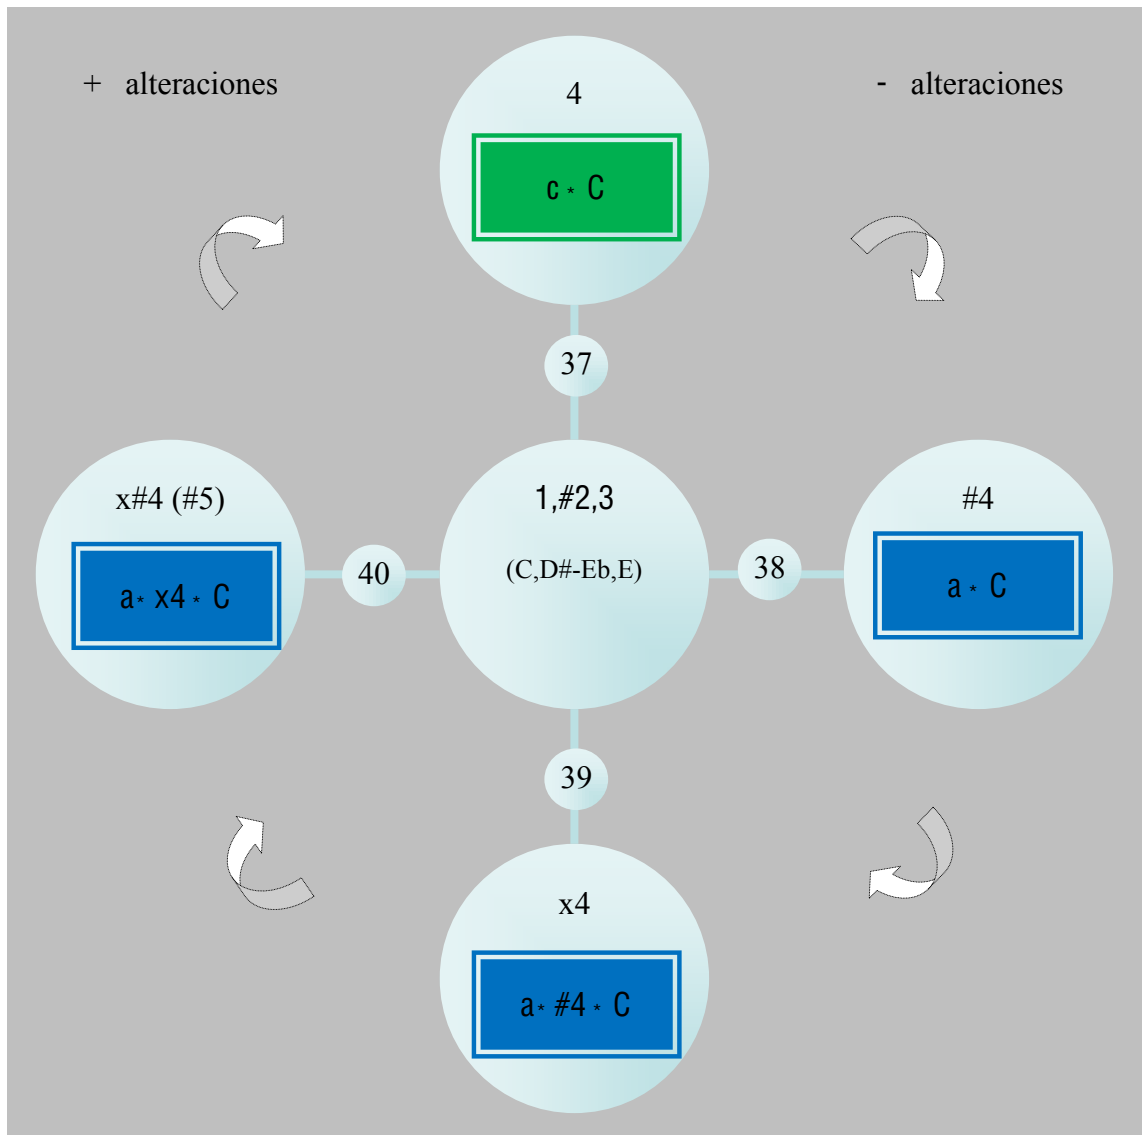 + alteraciones
- alteraciones
4
c * C
37
x#4 (#5)
a* x4 * C
40
1,#2,3
(C,D#-Eb,E)
38
#4
a * C
39
x4
a* #4 * C